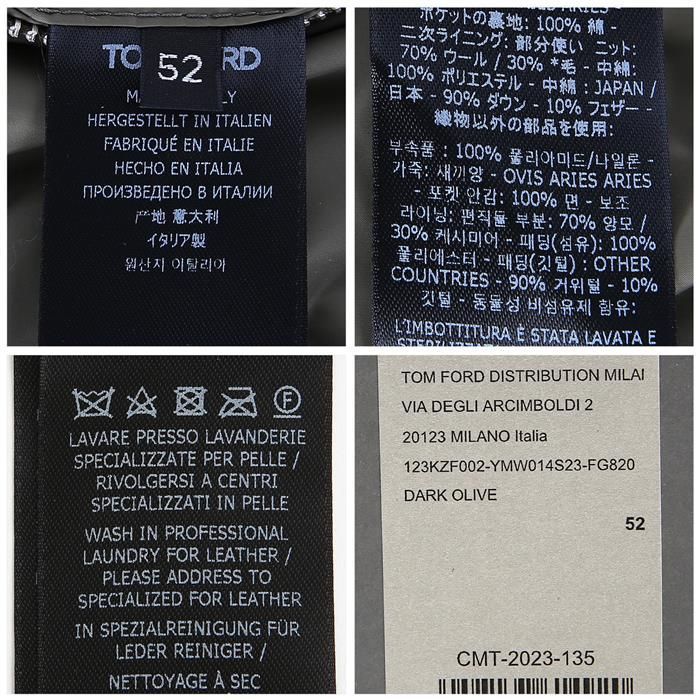 TO RD
52
M LY
HERGESTELLT IN ITALIEN
FABRIQUÉ EN ITALIE
HECHO EN ITALIA
ПРОИЗВЕДЕНО В ИТАЛИИ
产地 意大利
イタリア製
원산지 이탈리아
ポケットの裏地: 100% 綿 -
二次ライニング: 部分使い ニット:
70% ウール / 30% *毛 - 中綿:
100% ポリエステル - 中綿: JAPAN /
日本 - 90% ダウン - 10% フェザー -
織物以外の部品を使用:
부속품 : 100% 폴리아미드/나일론 -
가죽: 새끼양 - OVIS ARIES ARIES
- 포켓 안감: 100% 면 - 보조
라이닝: 편직물 부분: 70% 양모 /
30% 케시미어 - 패딩(섬유): 100%
폴리에스터 - 패딩(깃털) : OTHER
COUNTRIES - 90% 거위털 - 10%
깃털 - 동물성 비섬유제 함유:
L'IMBOTTITURA È STATA LAVATA E
LAVARE PRESSO LAVANDERIE
SPECIALIZZATE PER PELLE /
RIVOLGERSI A CENTRI
SPECIALIZZATI IN PELLE
WASH IN PROFESSIONAL
LAUNDRY FOR LEATHER /
PLEASE ADDRESS TO
SPECIALIZED FOR LEATHER
IN SPEZIALREINIGUNG FÜR
LEDER REINIGER /
NETTOYAGE À SEC
TOM FORD DISTRIBUTION MILAI
VIA DEGLI ARCIMBOLDI 2
20123 MILANO Italia
123KZF002-YMW014S23-FG820
DARK OLIVE
52
CMT-2023-135